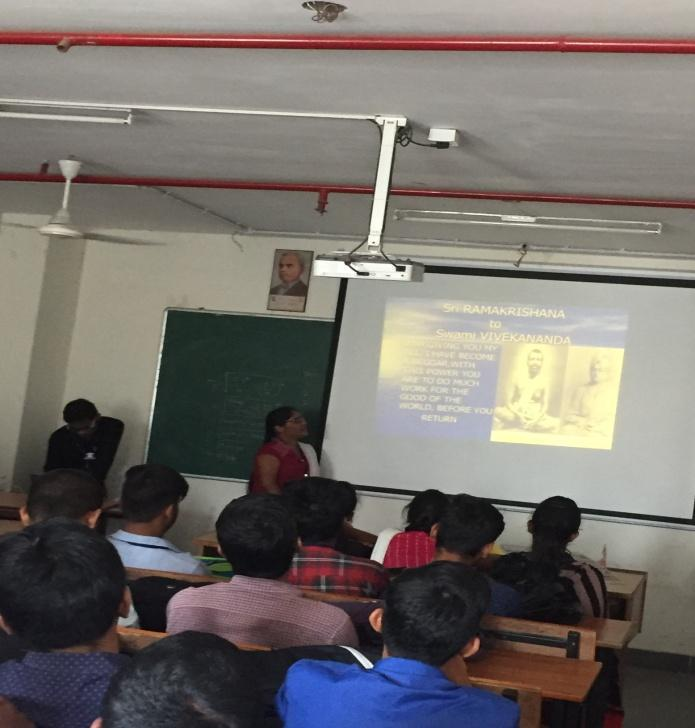 Sri RAMAKRISHANA
to
Swami VIVEKANANDA
GIVING YOU MY
I HAVE BECOME
WITH
POWER YOU
ARE TO DO MUCH
WORK FOR THE
GOOD OF THE
WORLD, BEFORE YOU
RETURN